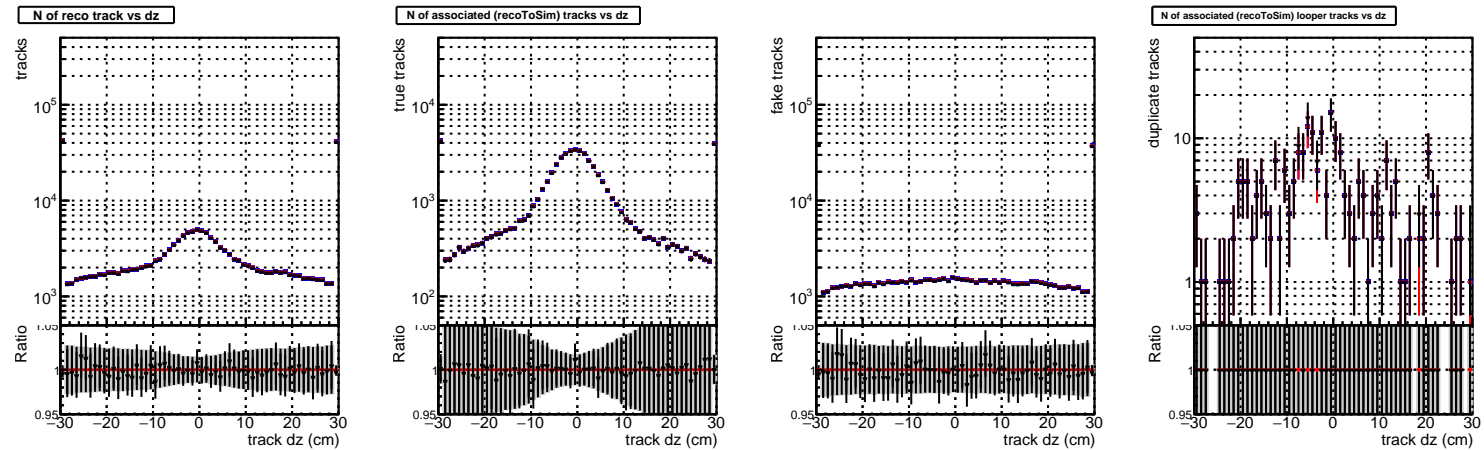 N of reco track vs dz
tracks
10^5
10^4
10^3
Ratio
1.05
1
0.95
−30 −20 −10 0 10 20 30
track dz (cm)
N of associated (recoToSim) tracks vs dz
true tracks
10^4
10^3
10^2
Ratio
1.05
1
0.95
−30 −20 −10 0 10 20 30
track dz (cm)
fake tracks
10^5
10^4
10^3
Ratio
1.05
1
0.95
−30 −20 −10 0 10 20 30
track dz (cm)
N of associated (recoToSim) looper tracks vs dz
duplicate tracks
10
1
Ratio
1.05
1
0.95
−30 −20 −10 0 10 20 30
track dz (cm)